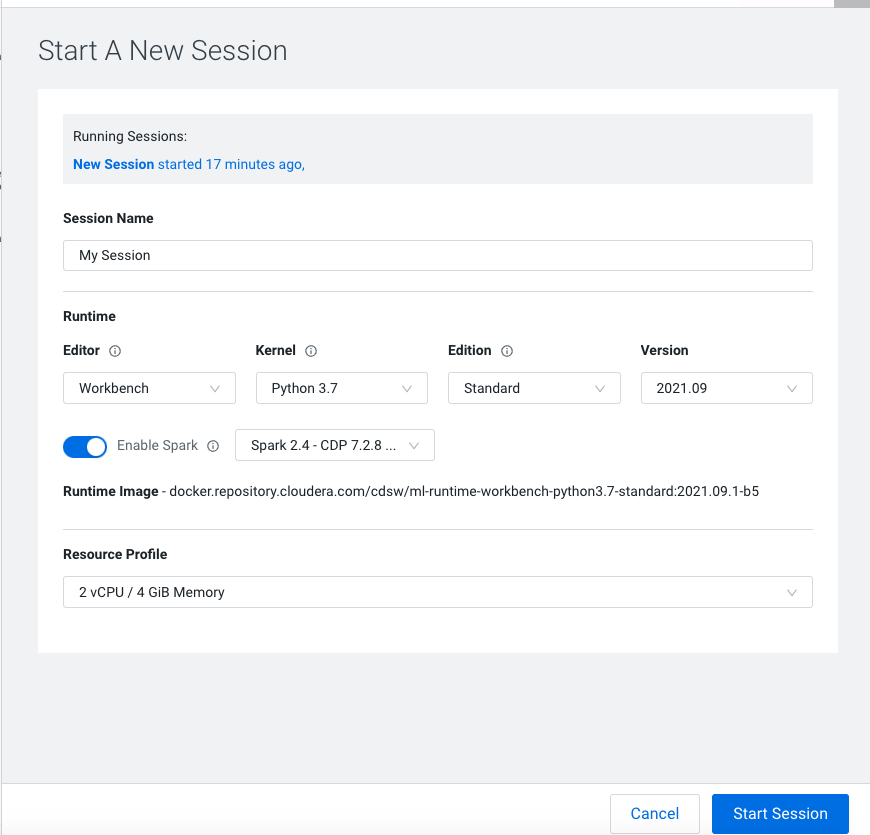 Start A New Session
Running Sessions:
New Session started 17 minutes ago,
Session Name
My Session
Runtime
Editor Kernel Edition Version
Workbench Python 3.7 Standard 2021.09
Enable Spark Spark 2.4 - CDP 7.2.8 ...
Runtime Image - docker.repository.cloudera.com/cdsw/ml-runtime-workbench-python3.7-standard:2021.09.1-b5
Resource Profile
2 vCPU / 4 GiB Memory
Cancel Start Session